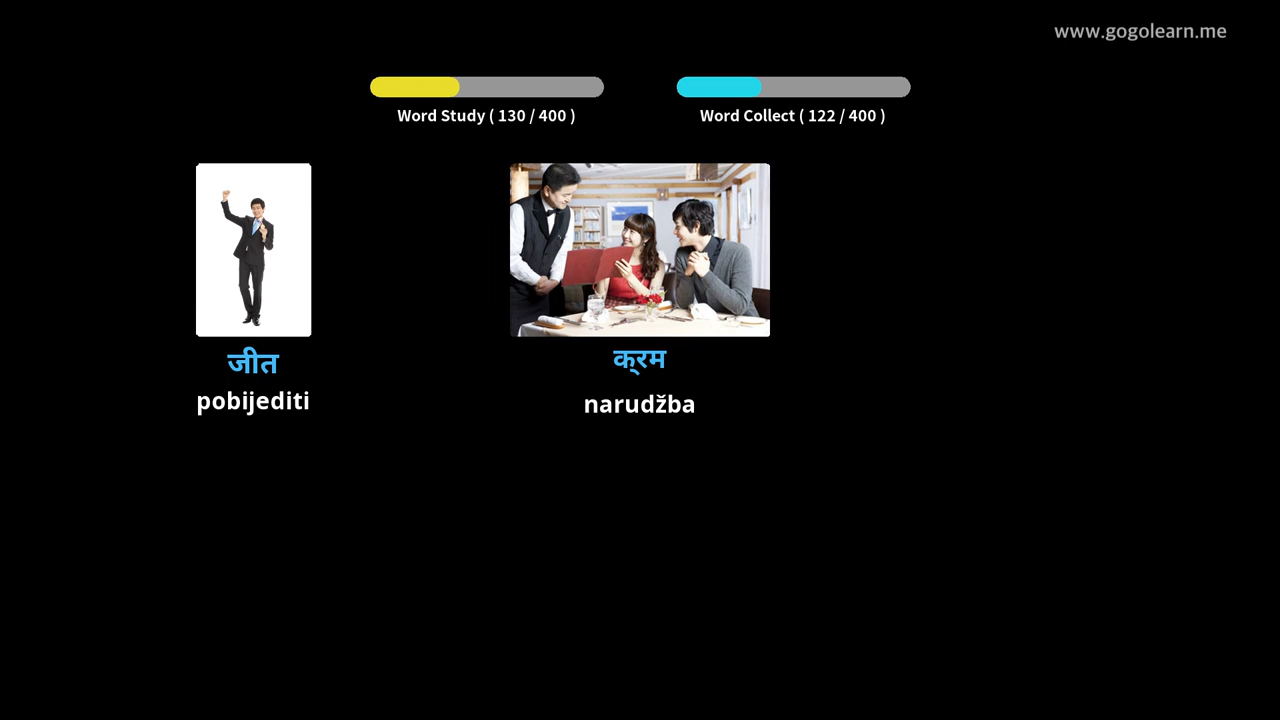 www.gogolearn.me
Word Study ( 130 / 400 )
Word Collect ( 122 / 400 )
जीत
pobijediti
क्रम
narudžba